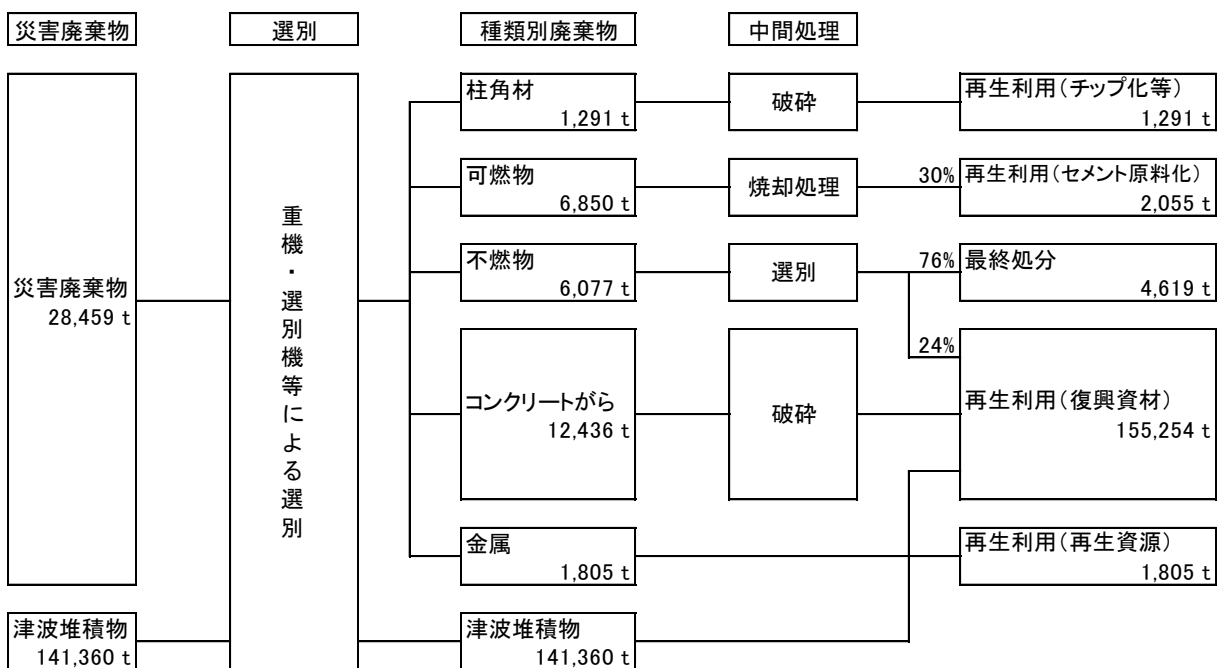 災害廃棄物
選別
種類別廃棄物
中間処理
災害廃棄物
28,459 t
津波堆積物
141,360 t
重機・選別機等による選別
柱角材
1,291 t
可燃物
6,850 t
不燃物
6,077 t
コンクリートがら
12,436 t
金属
1,805 t
津波堆積物
141,360 t
破砕
焼却処理
選別
破砕
再生利用(チップ化等)
1,291 t
30%
再生利用(セメント原料化)
2,055 t
76%
最終処分
4,619 t
24%
再生利用(復興資材)
155,254 t
再生利用(再生資源)
1,805 t